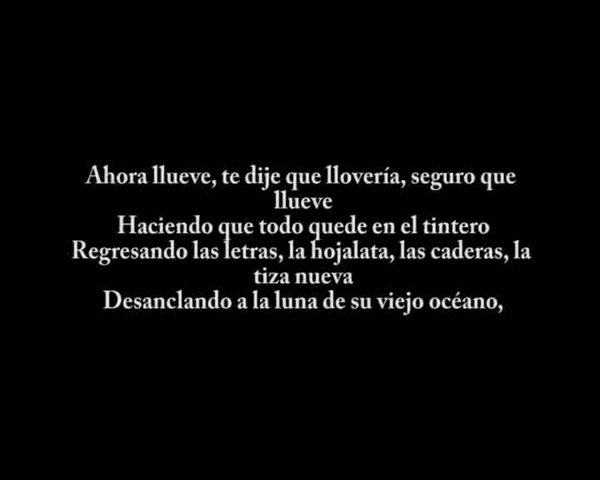 Ahora llueve, te dije que llovería, seguro que
llueve
Haciendo que todo quede en el tintero
Regresando las letras, la hojalata, las caderas, la
tiza nueva
Desanclando a la luna de su viejo océano,